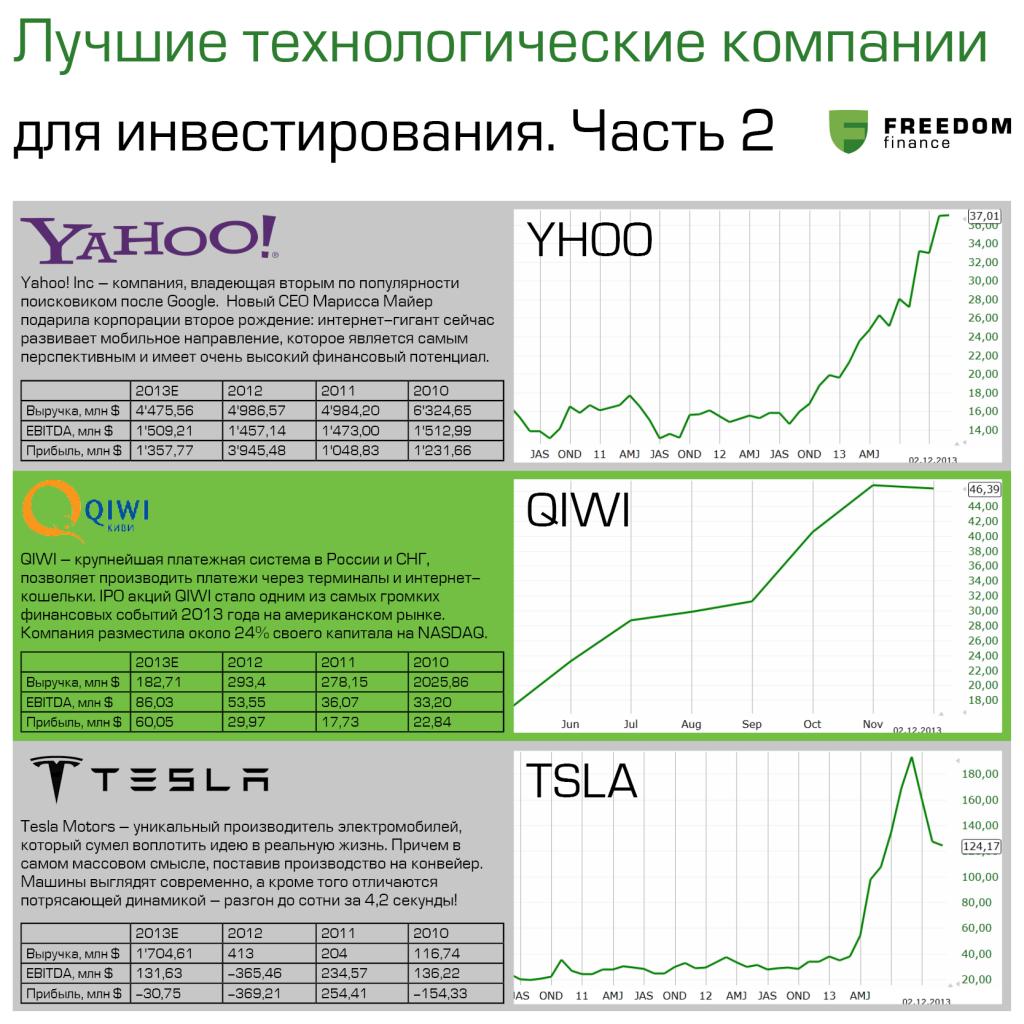 Лучшие технологические компании
для инвестирования. Часть 2
FREEDOM
finance
YAHOO!
Yahoo! Inc – компания, владеющая вторым по популярности
поисковиком после Google. Новый CEO Марисса Майер
подарила корпорации второе рождение: интернет–гигант сейчас
развивает мобильное направление, которое является самым
перспективным и имеет очень высокий финансовый потенциал.
2013E 2012 2011 2010
Выручка, млн $ 4'475,56 4'986,57 4'984,20 6'324,65
EBITDA, млн $ 1'509,21 1'457,14 1'473,00 1'512,99
Прибыль, млн $ 1'357,77 3'945,48 1'048,83 1'231,66
YHOO
37,01
36,00
34,00
32,00
30,00
28,00
26,00
24,00
22,00
20,00
18,00
16,00
14,00
JAS OND 11 AMJ JAS OND 12 AMJ JAS OND 13 AMJ
02.12.2013
QIWI
КИВИ
QIWI – крупнейшая платежная система в России и СНГ,
позволяет производить платежи через терминалы и интернет–
кошельки. IPO акций QIWI стало одним из самых громких
финансовых событий 2013 года на американском рынке.
Компания разместила около 24% своего капитала на NASDAQ.
2013E 2012 2011 2010
Выручка, млн $ 182,71 293,4 278,15 2025,86
EBITDA, млн $ 86,03 53,55 36,07 33,20
Прибыль, млн $ 60,05 29,97 17,73 22,84
QIWI
46,39
44,00
42,00
40,00
38,00
36,00
34,00
32,00
30,00
28,00
26,00
24,00
22,00
20,00
18,00
Jun Jul Aug Sep Oct Nov
02.12.2013
TESLA
Tesla Motors – уникальный производитель электромобилей,
который сумел воплотить идею в реальную жизнь. Причем в
самом массовом смысле, поставив производство на конвейер.
Машины выглядят современно, а кроме того отличаются
потрясающей динамикой – разгон до сотни за 4,2 секунды!
2013E 2012 2011 2010
Выручка, млн $ 1'704,61 413 204 116,74
EBITDA, млн $ 131,63 –365,46 234,57 136,22
Прибыль, млн $ –30,75 –369,21 254,41 –154,33
TSLA
180,00
160,00
140,00
124,17
100,00
80,00
60,00
40,00
20,00
JAS OND 11 AMJ JAS OND 12 AMJ JAS OND 13 AMJ
02.12.2013